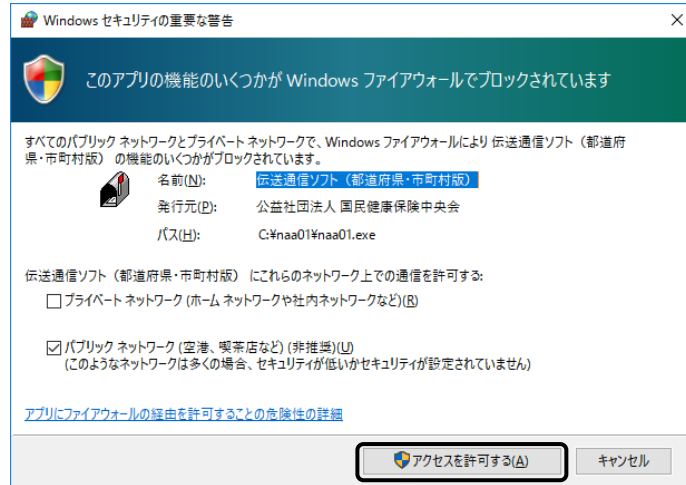 Windows セキュリティの重要な警告
このアプリの機能のいくつかが Windows ファイアウォールでブロックされています
すべてのパブリック ネットワークとプライベート ネットワークで、Windows ファイアウォールにより 伝送通信ソフト（都道府
県・市町村版） の機能のいくつかがブロックされています。
名前(N): 伝送通信ソフト（都道府県・市町村版）
発行元(P): 公益社団法人 国民健康保険中央会
パス(H): C:¥naa01¥naa01.exe
伝送通信ソフト（都道府県・市町村版） にこれらのネットワーク上での通信を許可する:
プライベート ネットワーク (ホーム ネットワークや社内ネットワークなど)(R)
パブリック ネットワーク (空港、喫茶店など) (非推奨)(U)
(このようなネットワークは多くの場合、セキュリティが低いかセキュリティが設定されていません)
アプリにファイアウォールの経由を許可することの危険性の詳細
アクセスを許可する(A) キャンセル